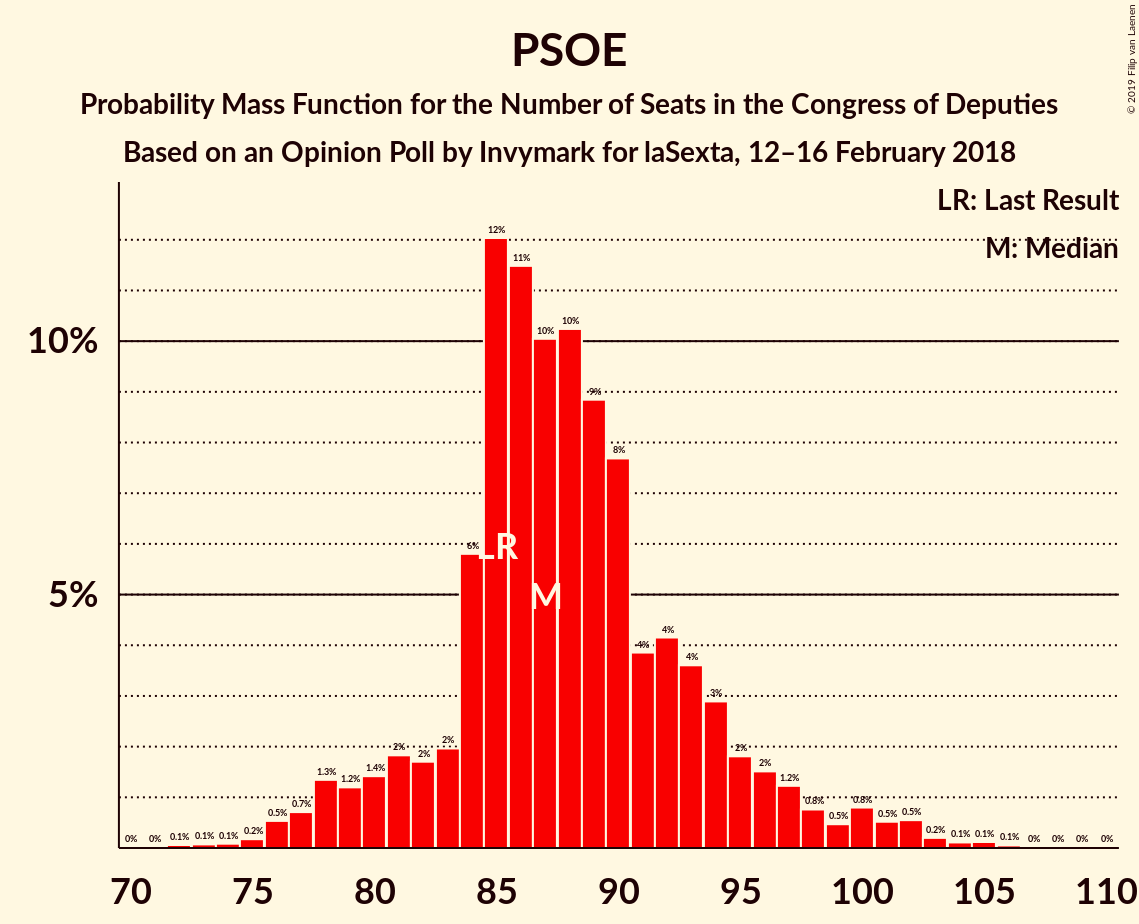 PSOE
Probability Mass Function for the Number of Seats in the Congress of Deputies
Based on an Opinion Poll by Invymark for laSexta, 12–16 February 2018
© 2019 Filip van Laenen
LR: Last Result
M: Median
10%
5%
0% 0% 0.1% 0.1% 0.1% 0.2% 0.5% 0.7% 1.3% 1.2% 1.4% 2% 2% 2% 6% 12% 11% 10% 10% 9% 8% 4% 4% 4% 3% 2% 2% 1.2% 0.8% 0.5% 0.8% 0.5% 0.5% 0.2% 0.1% 0.1% 0.1% 0% 0% 0% 0%
LR
M
70 75 80 85 90 95 100 105 110